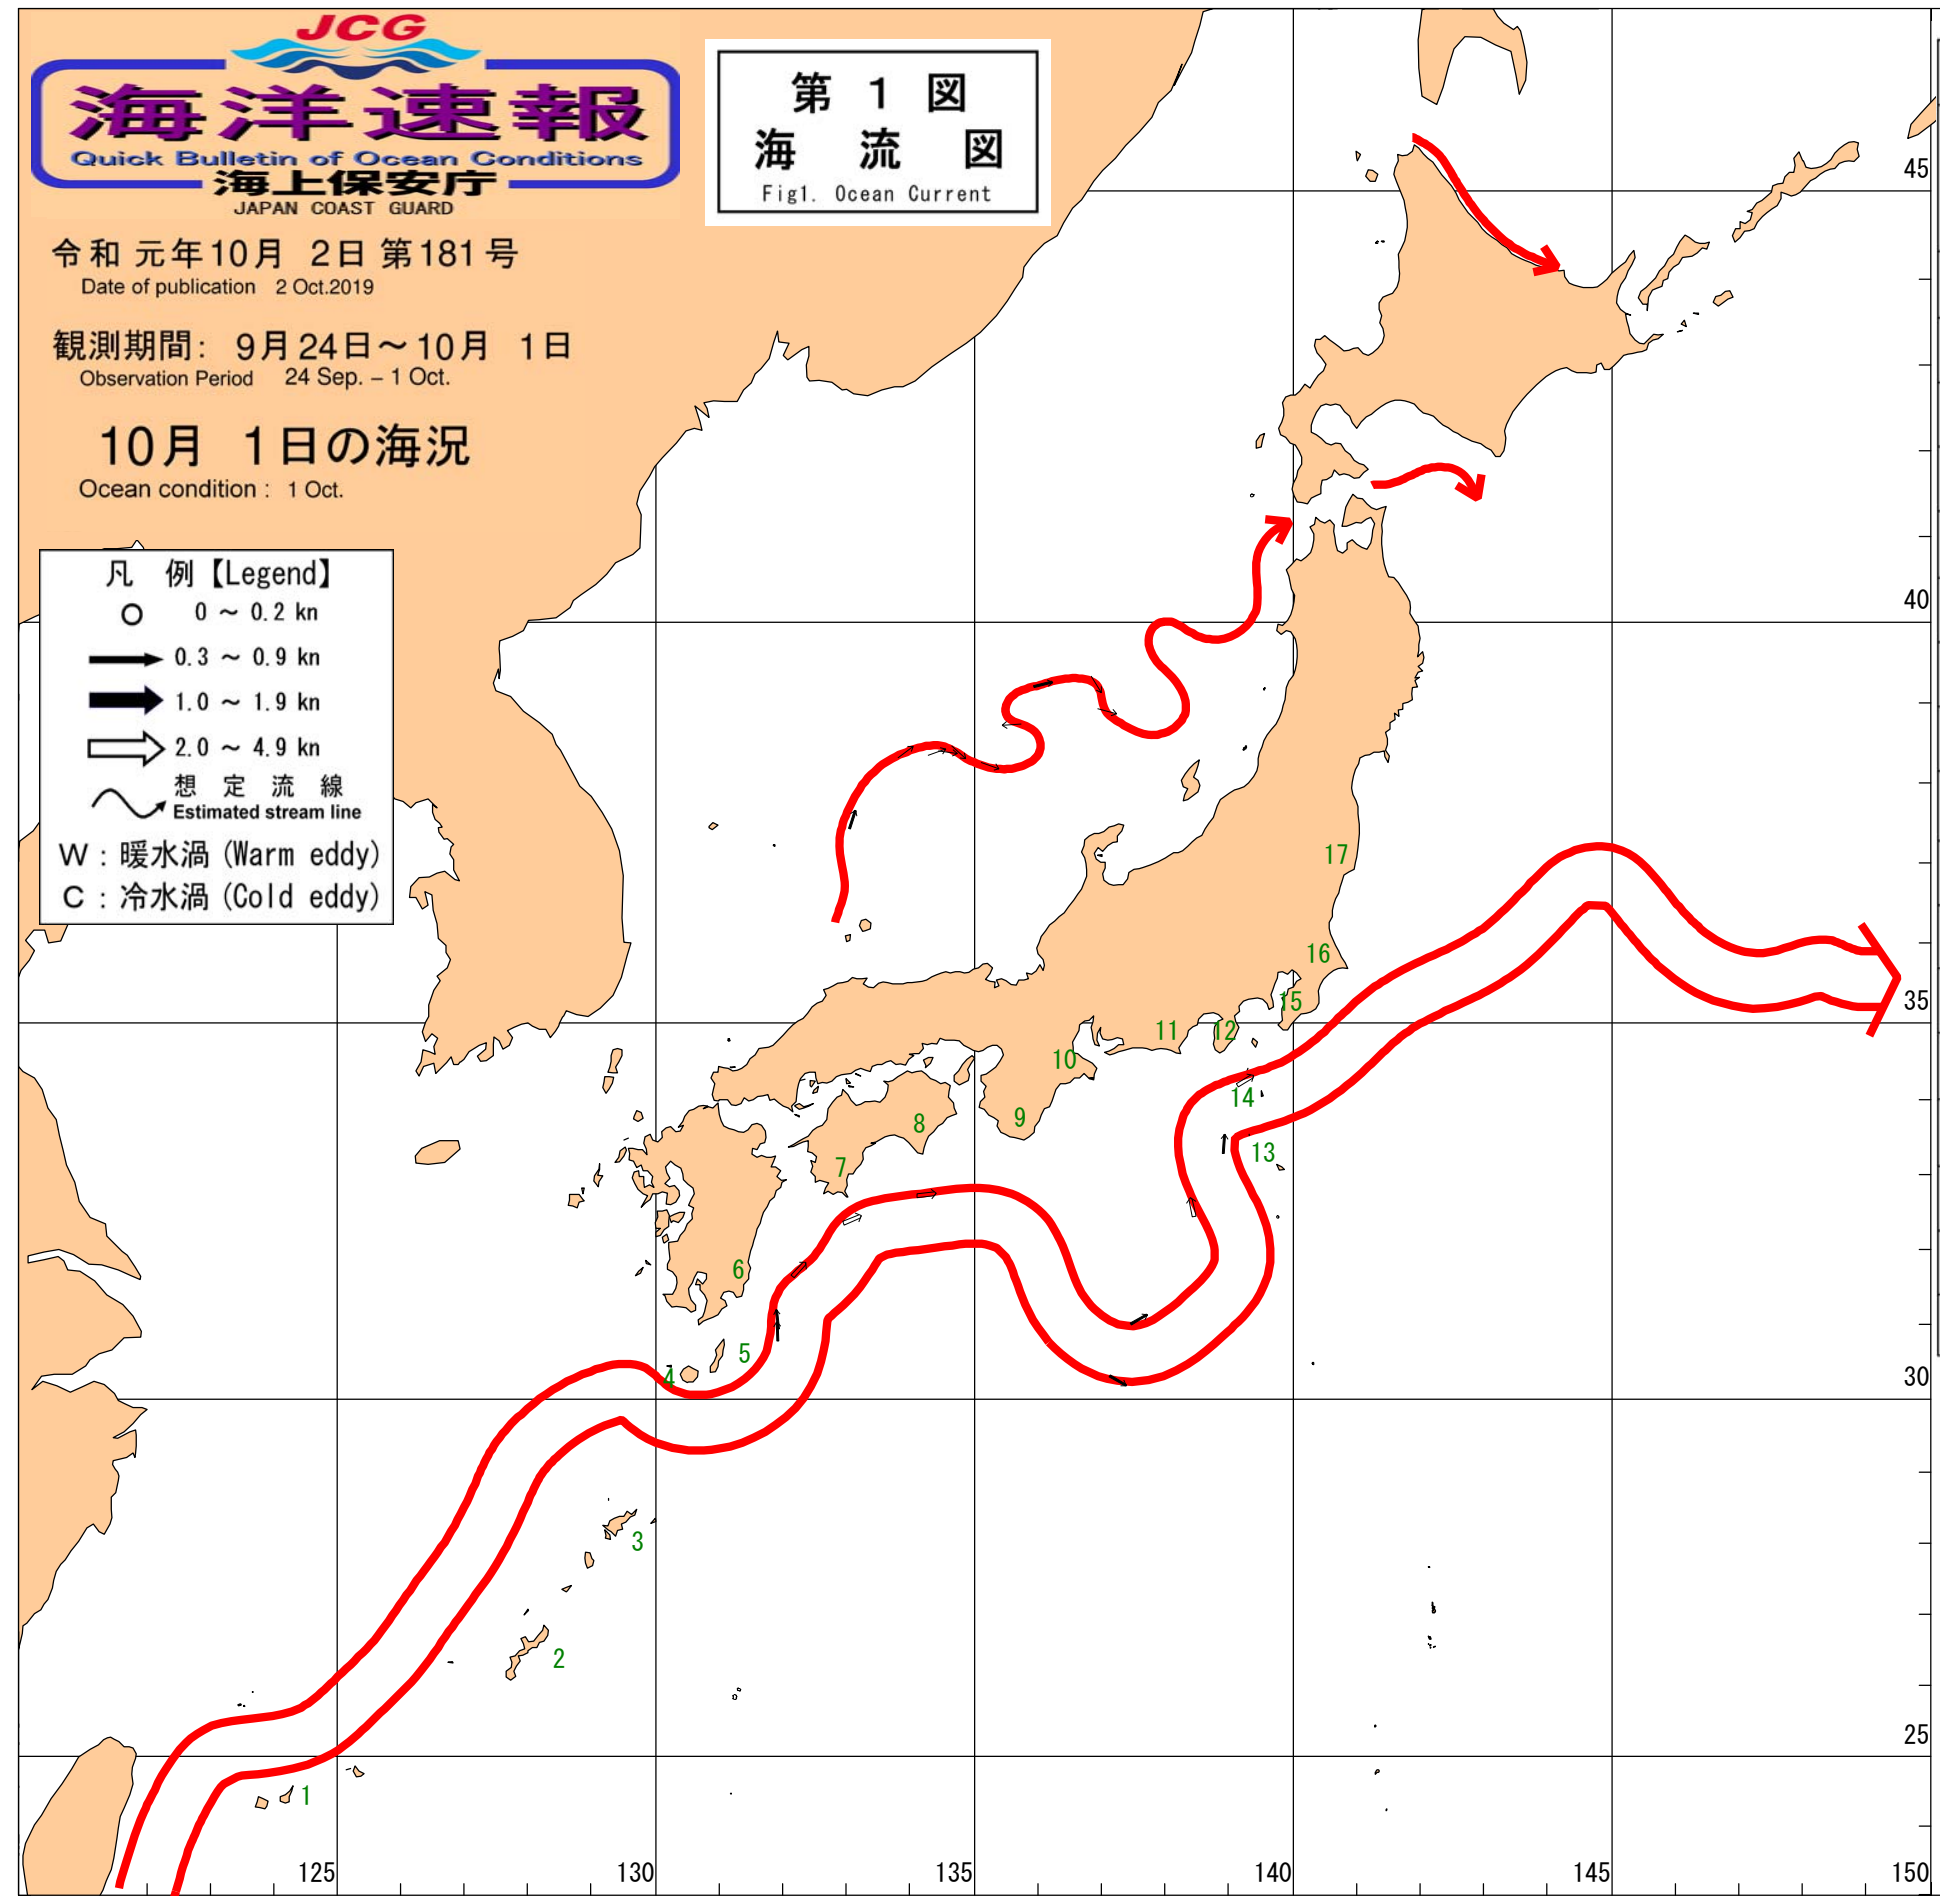 JCG
海洋速報
Quick Bulletin of Ocean Conditions
海上保安庁
JAPAN COAST GUARD
令和 元年10月 2日 第181号
Date of publication 2 Oct.2019
観測期間: 9月24日～10月 1日
Observation Period 24 Sep. – 1 Oct.
10月 1日の海況
Ocean condition : 1 Oct.
第 1 図
海 流 図
Fig1. Ocean Current
凡 例【Legend】
0 ～ 0.2 kn
0.3 ～ 0.9 kn
1.0 ～ 1.9 kn
2.0 ～ 4.9 kn
想 定 流 線
Estimated stream line
W : 暖水渦 (Warm eddy)
C : 冷水渦 (Cold eddy)
45
40
17
16
35
15
11
12
10
14
9
8
13
7
6
5
4
30
3
2
25
1
125
130
135
140
145
150